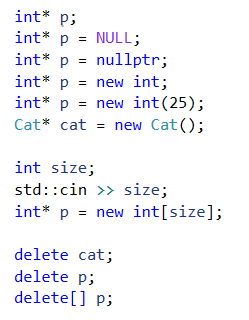 int* p;
int* p = NULL;
int* p = nullptr;
int* p = new int;
int* p = new int(25);
Cat* cat = new Cat();
int size;
std::cin >> size;
int* p = new int[size];
delete cat;
delete p;
delete[] p;